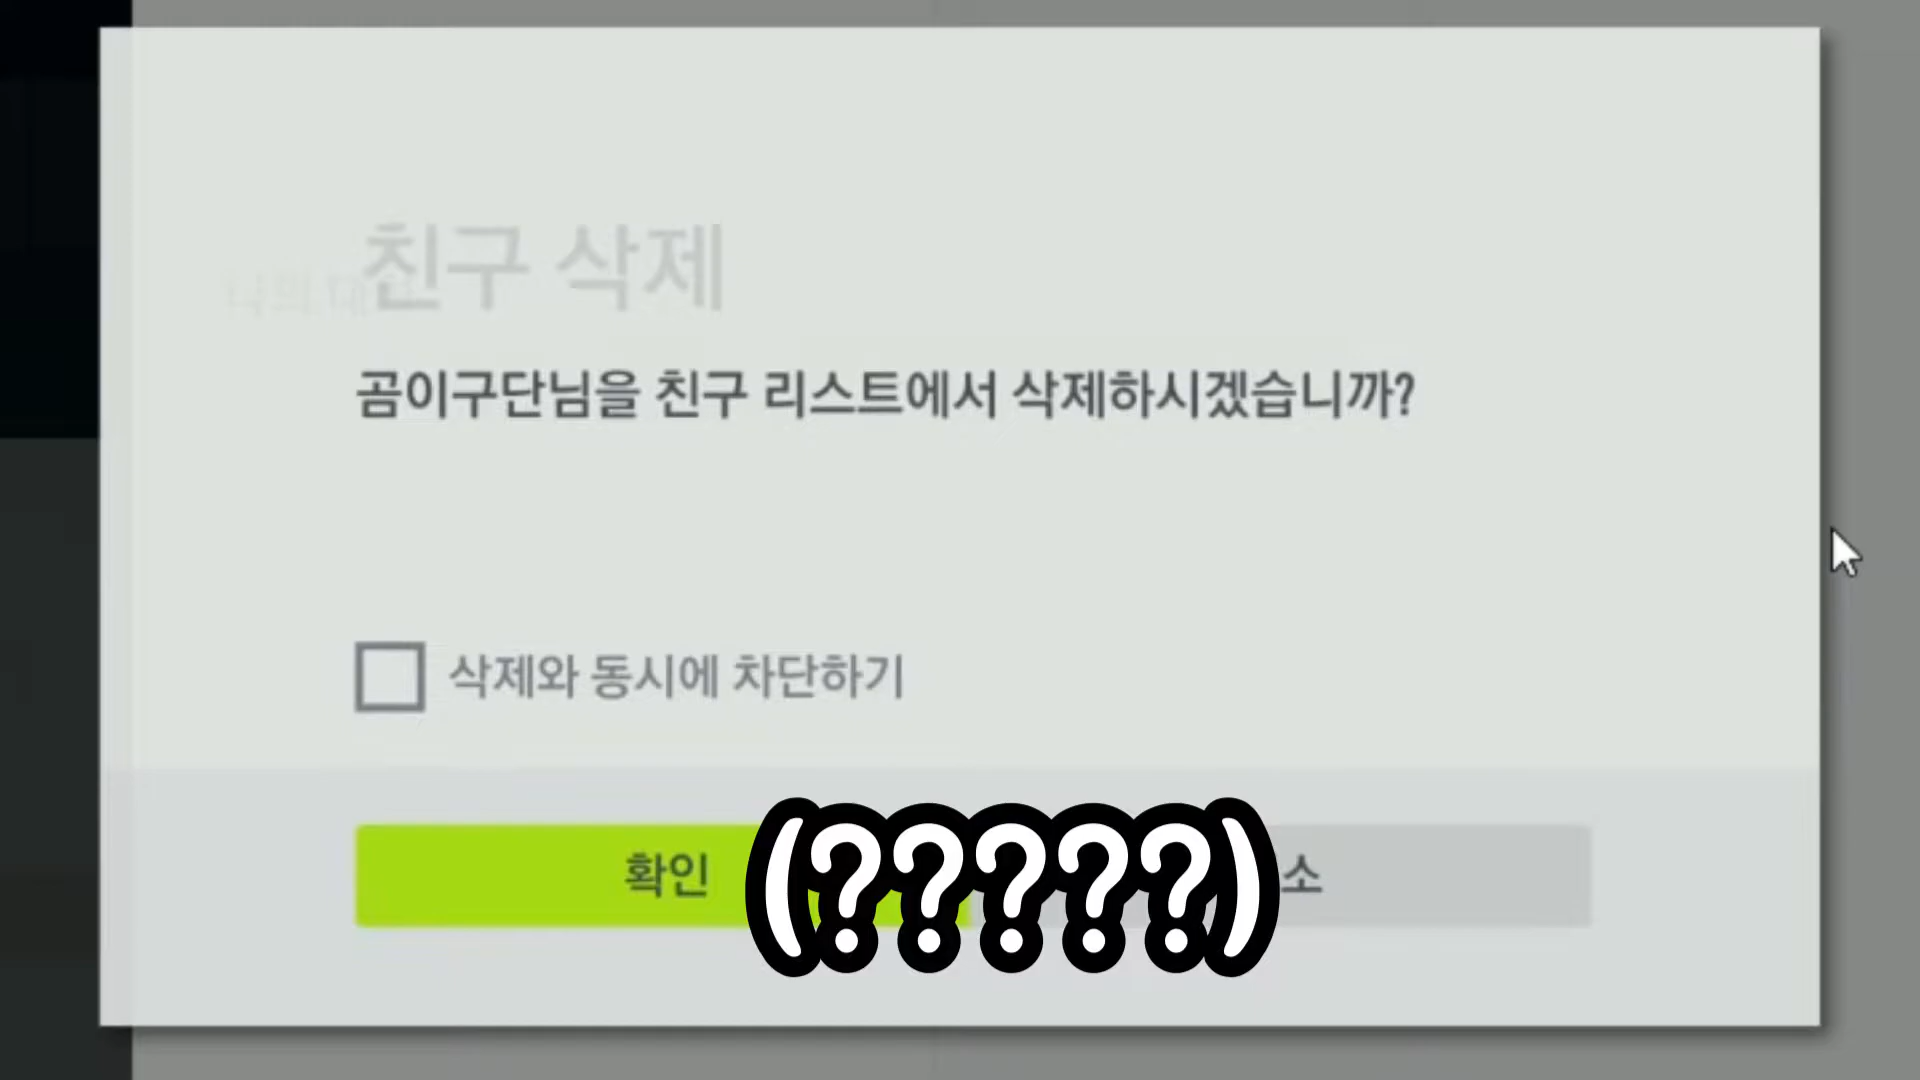 친구 삭제
곰이구단님을 친구 리스트에서 삭제하시겠습니까?
삭제와 동시에 차단하기
확인
(?????)
소